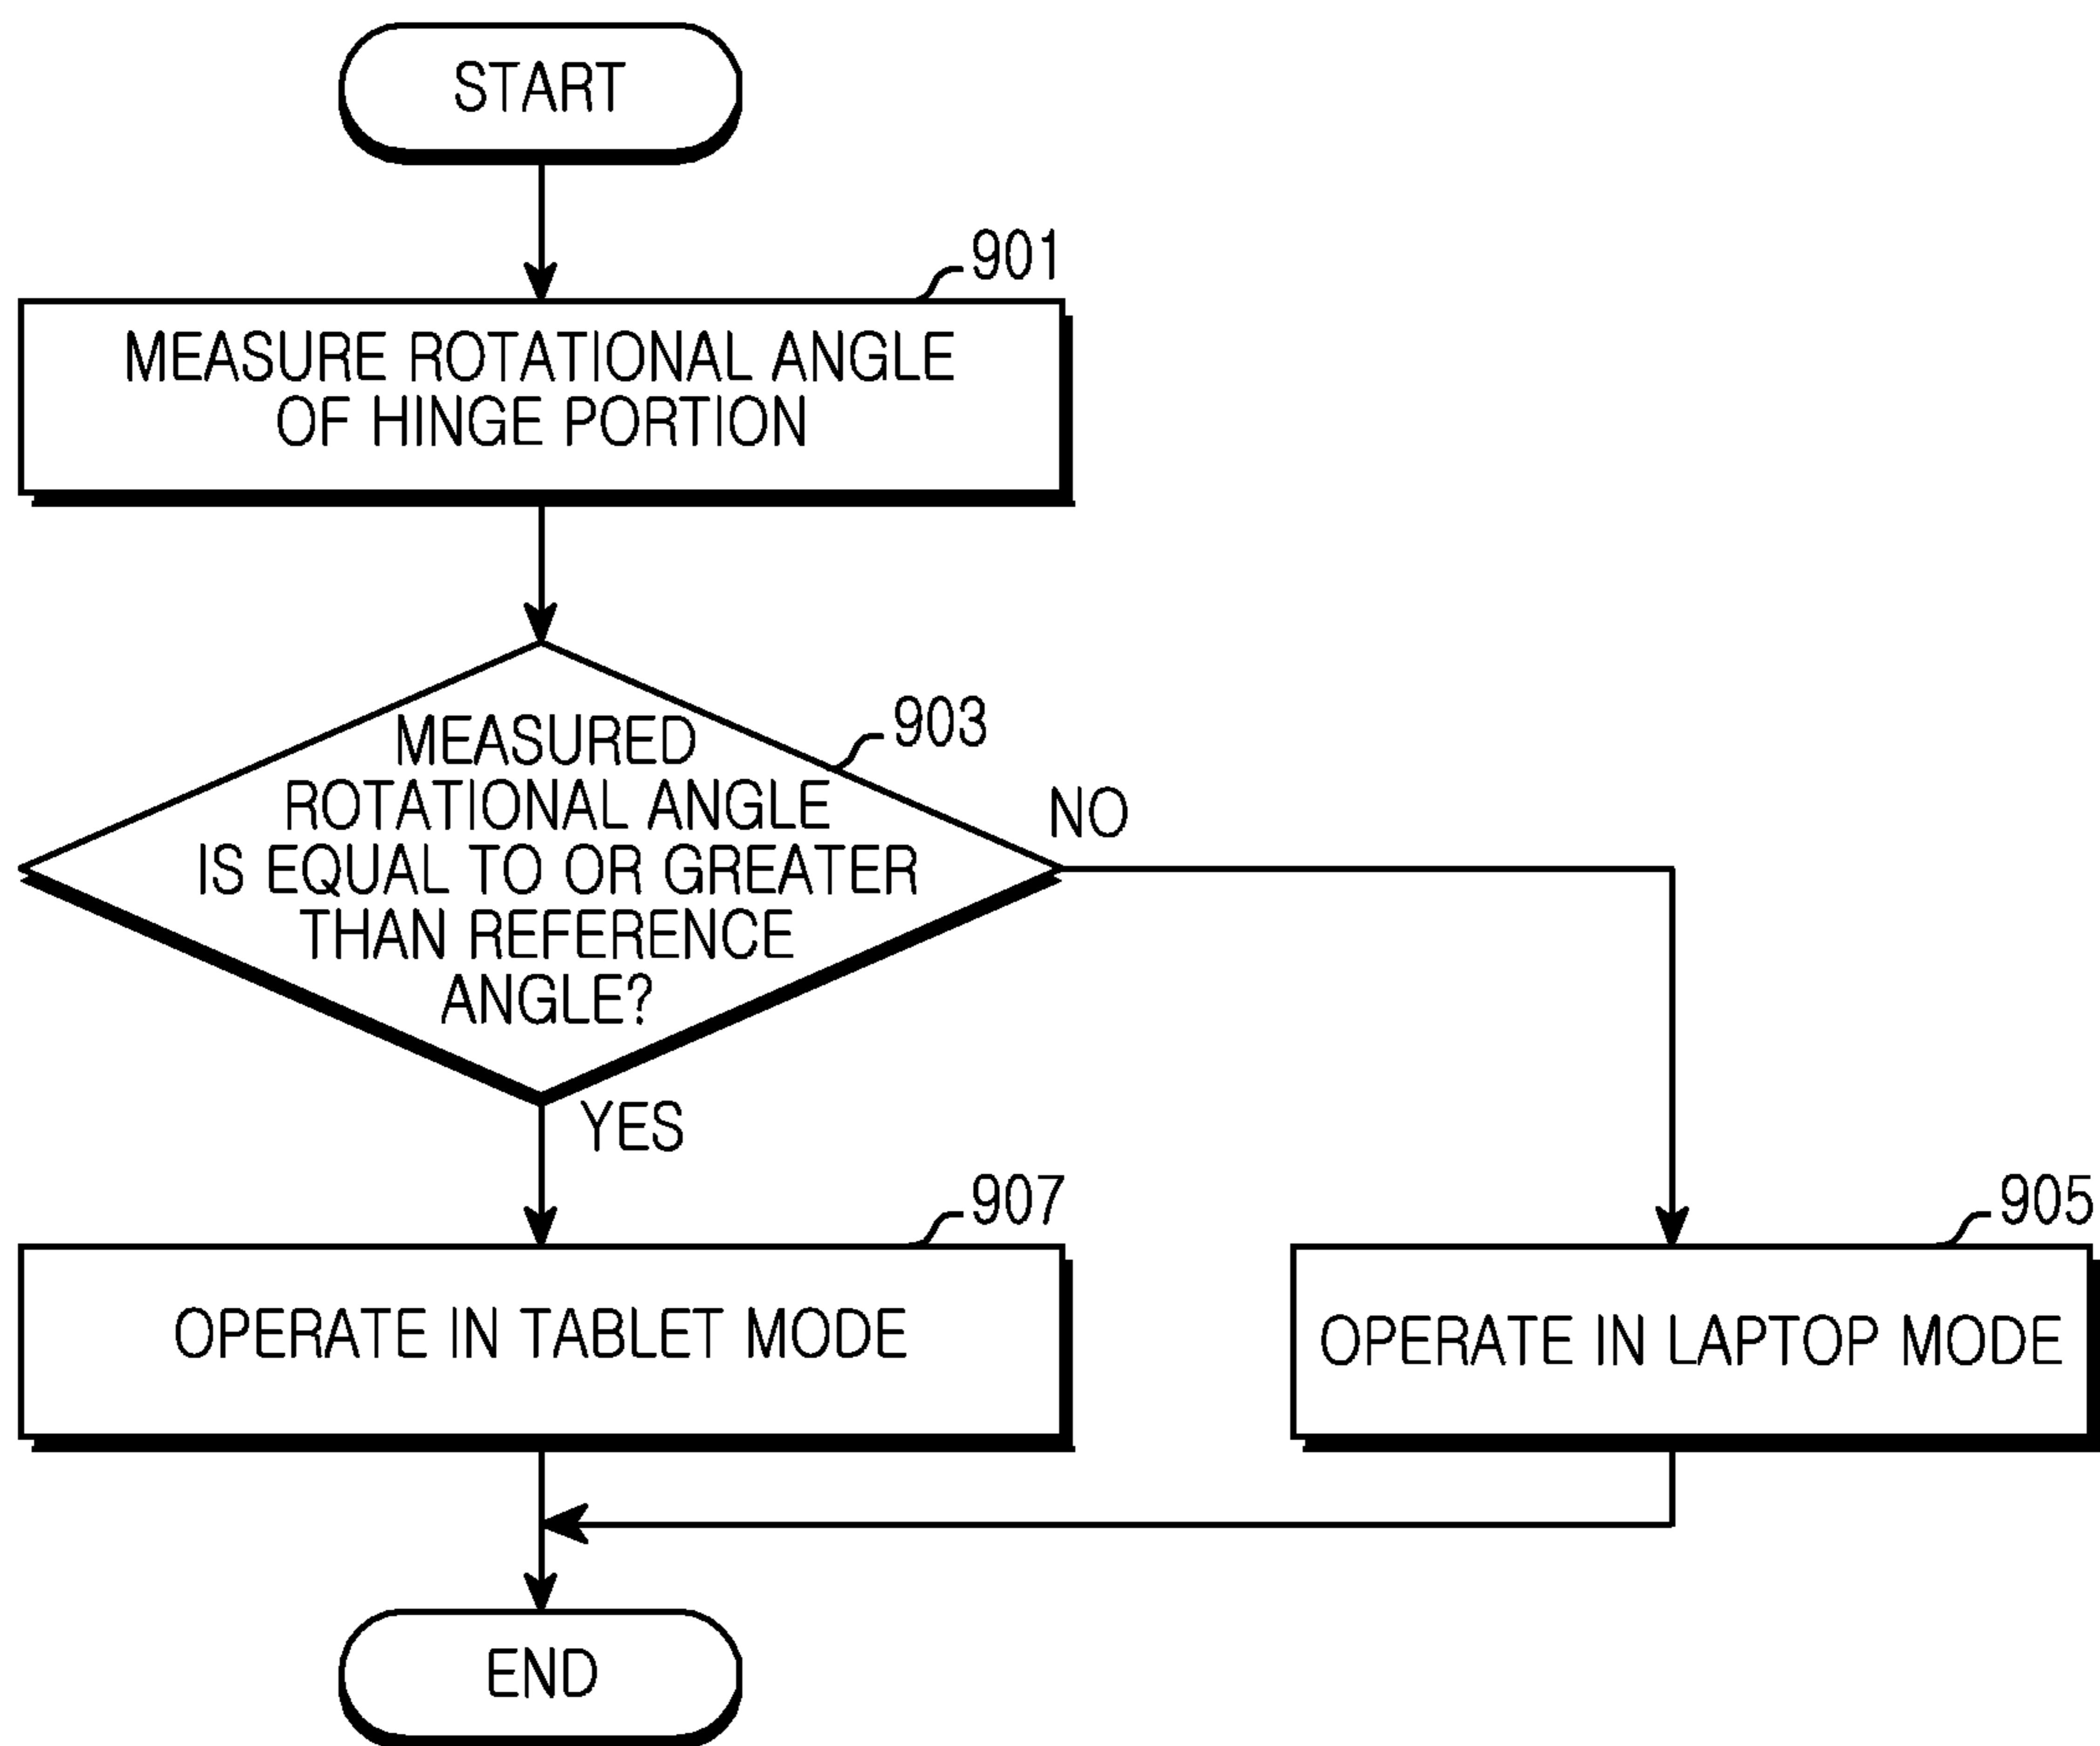 START
901
MEASURE ROTATIONAL ANGLE
OF HINGE PORTION
903
MEASURED
ROTATIONAL ANGLE
IS EQUAL TO OR GREATER
THAN REFERENCE
ANGLE?
NO
YES
907
OPERATE IN TABLET MODE
905
OPERATE IN LAPTOP MODE
END